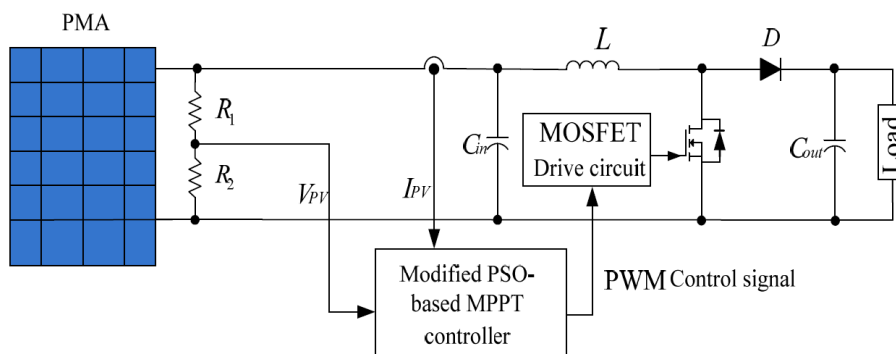 PMA
L
D
R1
R2
MOSFET
Drive circuit
Cin
Cout
Load
VPV
IPV
Modified PSO-
based MPPT
controller
PWM Control signal